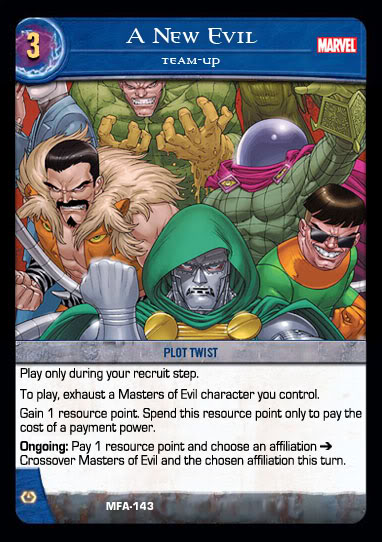 3
A New Evil
MARVEL
TEAM-UP
PLOT TWIST
Play only during your recruit step.
To play, exhaust a Masters of Evil character you control.
Gain 1 resource point. Spend this resource point only to pay the
cost of a payment power.
Ongoing: Pay 1 resource point and choose an affiliation ➔
Crossover Masters of Evil and the chosen affiliation this turn.
MFA-143